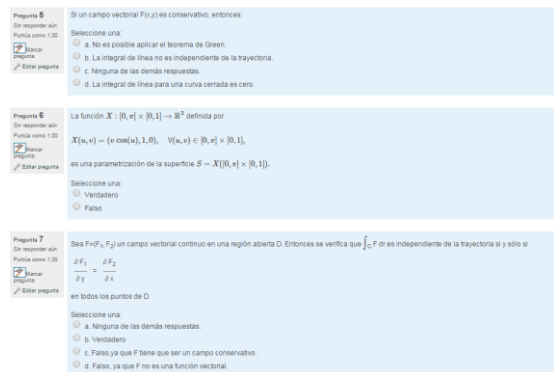 Pregunta 5
Sin responder aún
Puntúa como 1,00
Marcar pregunta
Editar pregunta
Si un campo vectorial F(x,y) es conservativo, entonces:
Seleccione una:
a. No es posible aplicar el teorema de Green.
b. La integral de línea no es independiente de la trayectoria.
c. Ninguna de las demás respuestas.
d. La integral de línea para una curva cerrada es cero.
Pregunta 6
Sin responder aún
Puntúa como 1,00
Marcar pregunta
Editar pregunta
La función X : [0, π] × [0, 1] → ℝ² definida por
X(u, v) = (v cos(u), 1, 0), ∀(u, v) ∈ [0, π] × [0, 1],
es una parametrización de la superficie S = X([0, π] × [0, 1]).
Seleccione una:
Verdadero
Falso
Pregunta 7
Sin responder aún
Puntúa como 1,00
Marcar pregunta
Editar pregunta
Sea F=(F₁, F₂) un campo vectorial continuo en una región abierta D. Entonces se verifica que ∫_C F dr es independiente de la trayectoria si y sólo si
∂ F₁ / ∂ y = ∂ F₂ / ∂ x
en todos los puntos de D.
Seleccione una:
a. Ninguna de las demás respuestas.
b. Verdadero
c. Falso,ya que F tiene que ser un campo conservativo.
d. Falso, ya que F no es una función vectorial.